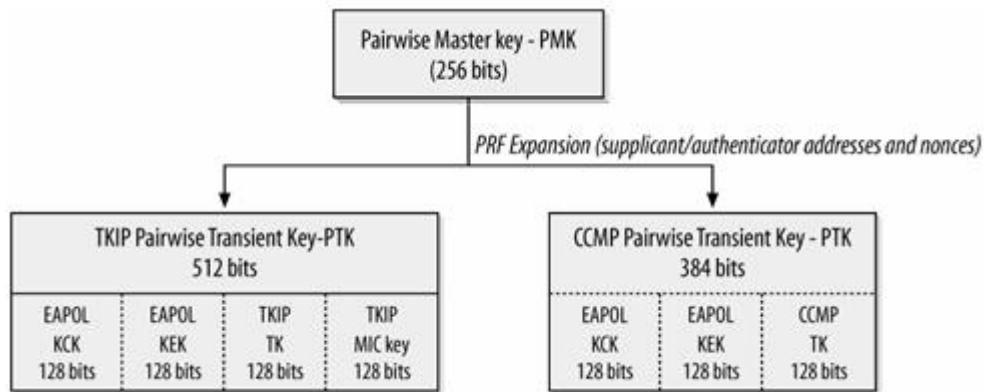 Pairwise Master key - PMK
(256 bits)
PRF Expansion (supplicant/authenticator addresses and nonces)
TKIP Pairwise Transient Key-PTK
512 bits
EAPOL
KCK
128 bits
EAPOL
KEK
128 bits
TKIP
TK
128 bits
TKIP
MIC key
128 bits
CCMP Pairwise Transient Key - PTK
384 bits
EAPOL
KCK
128 bits
EAPOL
KEK
128 bits
CCMP
TK
128 bits